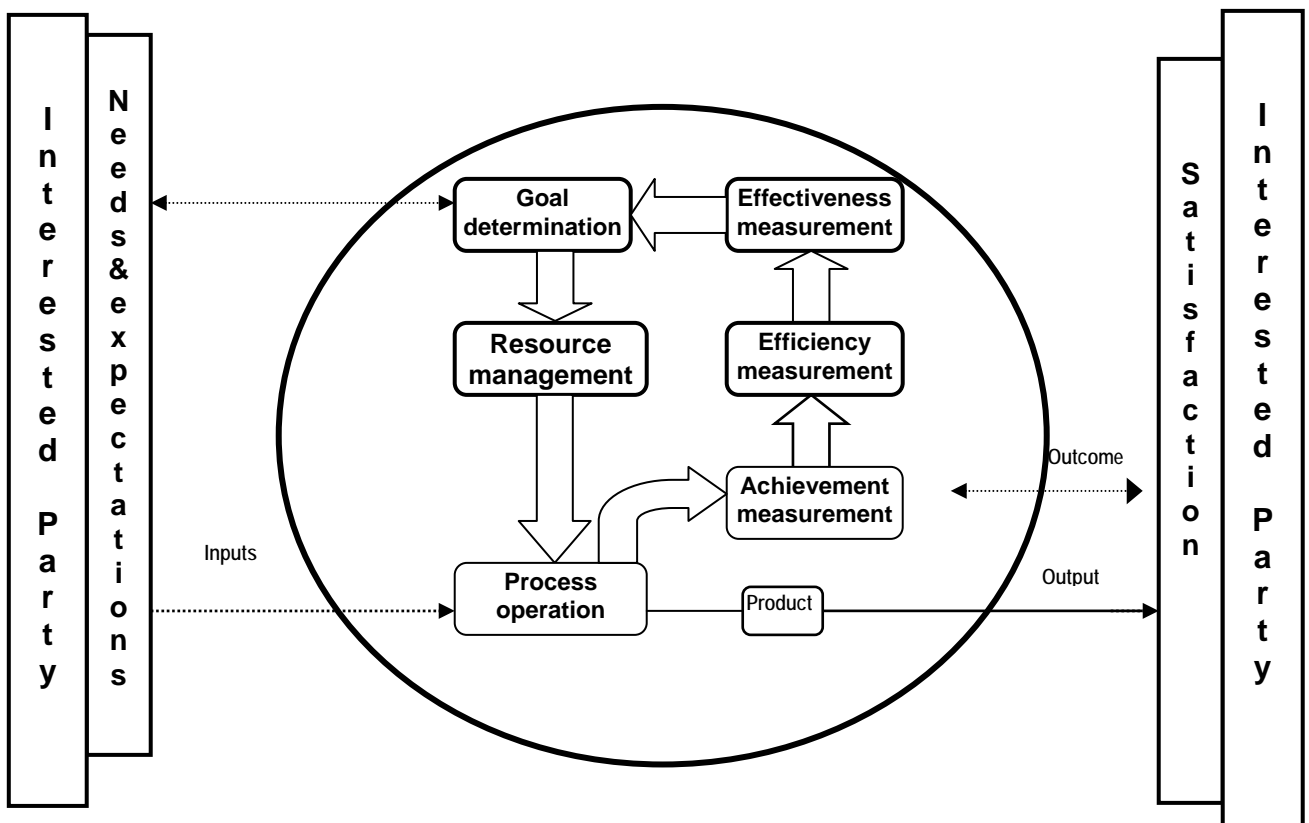 Interested Party
Needs&expectations
Goal
determination
Effectiveness
measurement
Resource
management
Efficiency
measurement
Achievement
measurement
Outcome
Inputs
Process
operation
Product
Output
Satisfaction
Interested Party